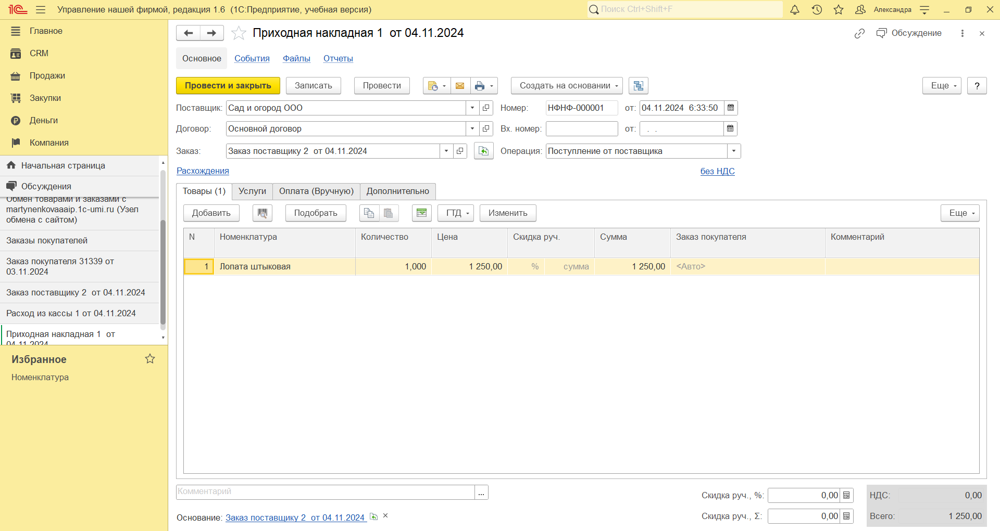 1С Управление нашей фирмой, редакция 1.6 (1С:Предприятие, учебная версия)
Поиск Ctrl+Shift+F
Александра
Главное
CRM
Продажи
Закупки
Деньги
Компания
Начальная страница
Обсуждения
Обмен товарами и заказами с
martynenkovaaaip.1c-umi.ru (Узел
обмена с сайтом)
Заказы покупателей
Заказ покупателя 31339 от
03.11.2024
Заказ поставщику 2 от 04.11.2024
Расход из кассы 1 от 04.11.2024
Приходная накладная 1 от
04.11.2024
Избранное
Номенклатура
Приходная накладная 1 от 04.11.2024
Обсуждение
Основное События Файлы Отчеты
Провести и закрыть Записать Провести Создать на основании Еще ?
Поставщик: Сад и огород ООО Номер: НФНФ-000001 от: 04.11.2024 6:33:50
Договор: Основной договор Вх. номер: от: . .
Заказ: Заказ поставщику 2 от 04.11.2024 Операция: Поступление от поставщика
Расхождения без НДС
Товары (1) Услуги Оплата (Вручную) Дополнительно
Добавить Подобрать ГТД Изменить Еще
N Номенклатура Количество Цена Скидка руч. Сумма Заказ покупателя Комментарий
1 Лопата штыковая 1,000 1 250,00 % сумма 1 250,00 <Авто>
Комментарий ...
Скидка руч., %: 0,00 НДС: 0,00
Основание: Заказ поставщику 2 от 04.11.2024
Скидка руч., Σ: 0,00 Всего: 1 250,00